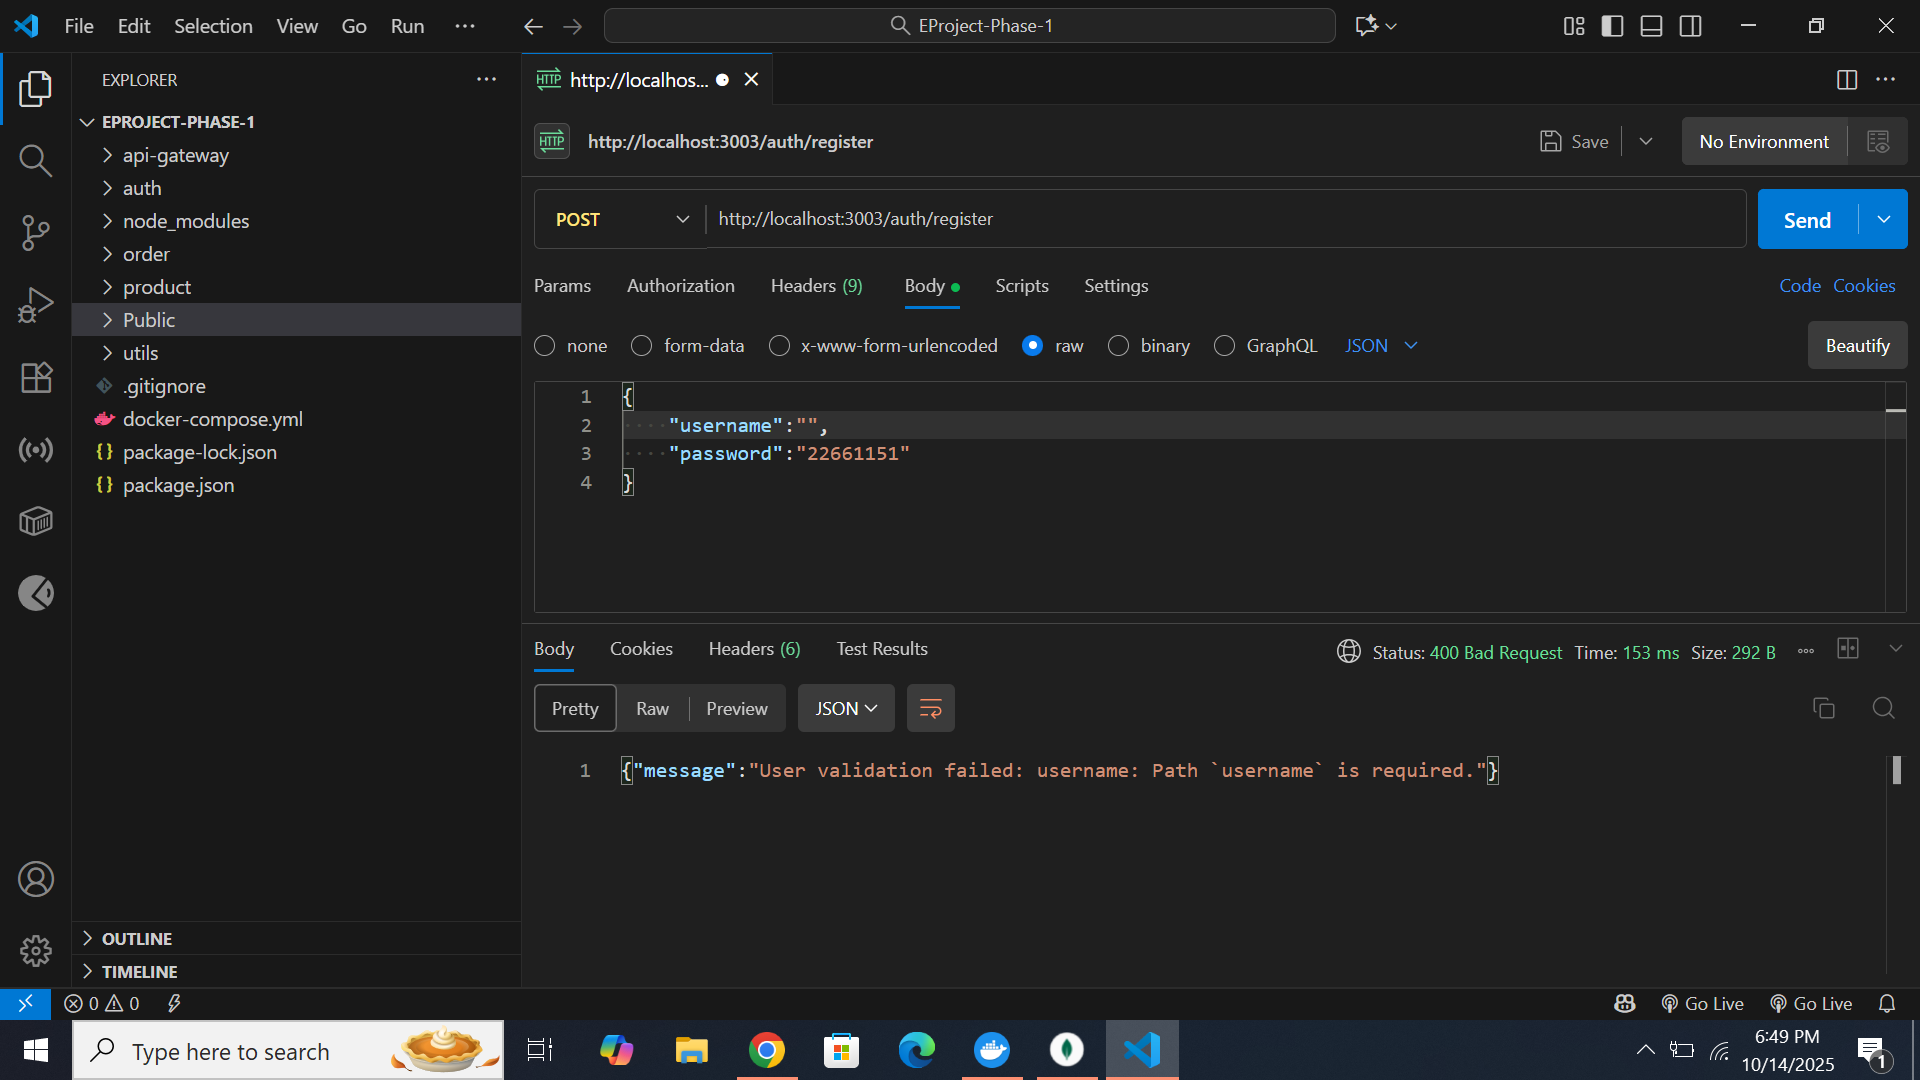 File Edit Selection View Go Run ··· EProject-Phase-1
EXPLORER
EPROJECT-PHASE-1
api-gateway
auth
node_modules
order
product
Public
utils
.gitignore
docker-compose.yml
package-lock.json
package.json
OUTLINE
TIMELINE
HTTP http://localhos...
HTTP http://localhost:3003/auth/register Save No Environment
POST http://localhost:3003/auth/register Send
Params Authorization Headers (9) Body Scripts Settings Code Cookies
none form-data x-www-form-urlencoded raw binary GraphQL JSON Beautify
1 {
2 "username":"",
3 "password":"22661151"
4 }
Body Cookies Headers (6) Test Results Status: 400 Bad Request Time: 153 ms Size: 292 B
Pretty Raw Preview JSON
1 {"message":"User validation failed: username: Path `username` is required."}
0 0 Go Live Go Live
Type here to search
6:49 PM
10/14/2025
1